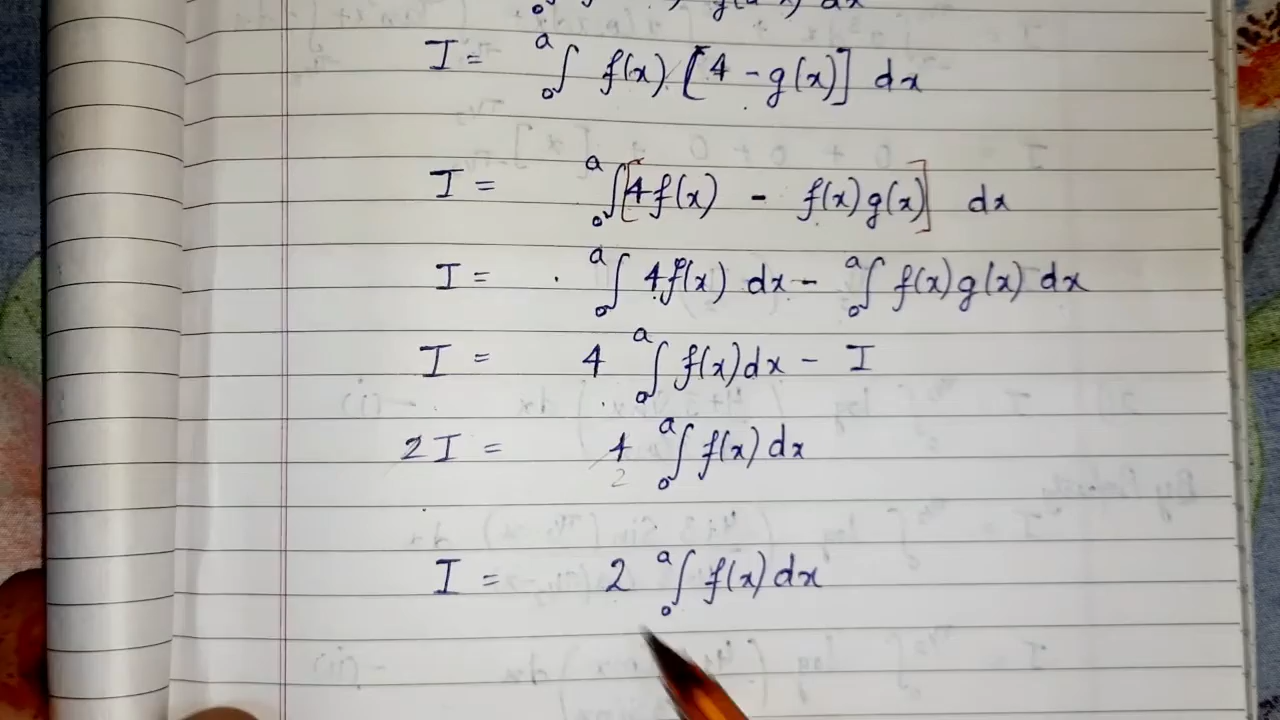 I = ₀ᵃ∫ f(x) [4 - g(x)] dx
I = ₀ᵃ∫[4f(x) - f(x)g(x)] dx
I = ₀ᵃ∫ 4f(x) dx - ₀ᵃ∫ f(x)g(x) dx
I = 4 ₀ᵃ∫ f(x)dx - I
2I = 4 ₀ᵃ∫ f(x)dx
2
I = 2 ₀ᵃ∫ f(x)dx